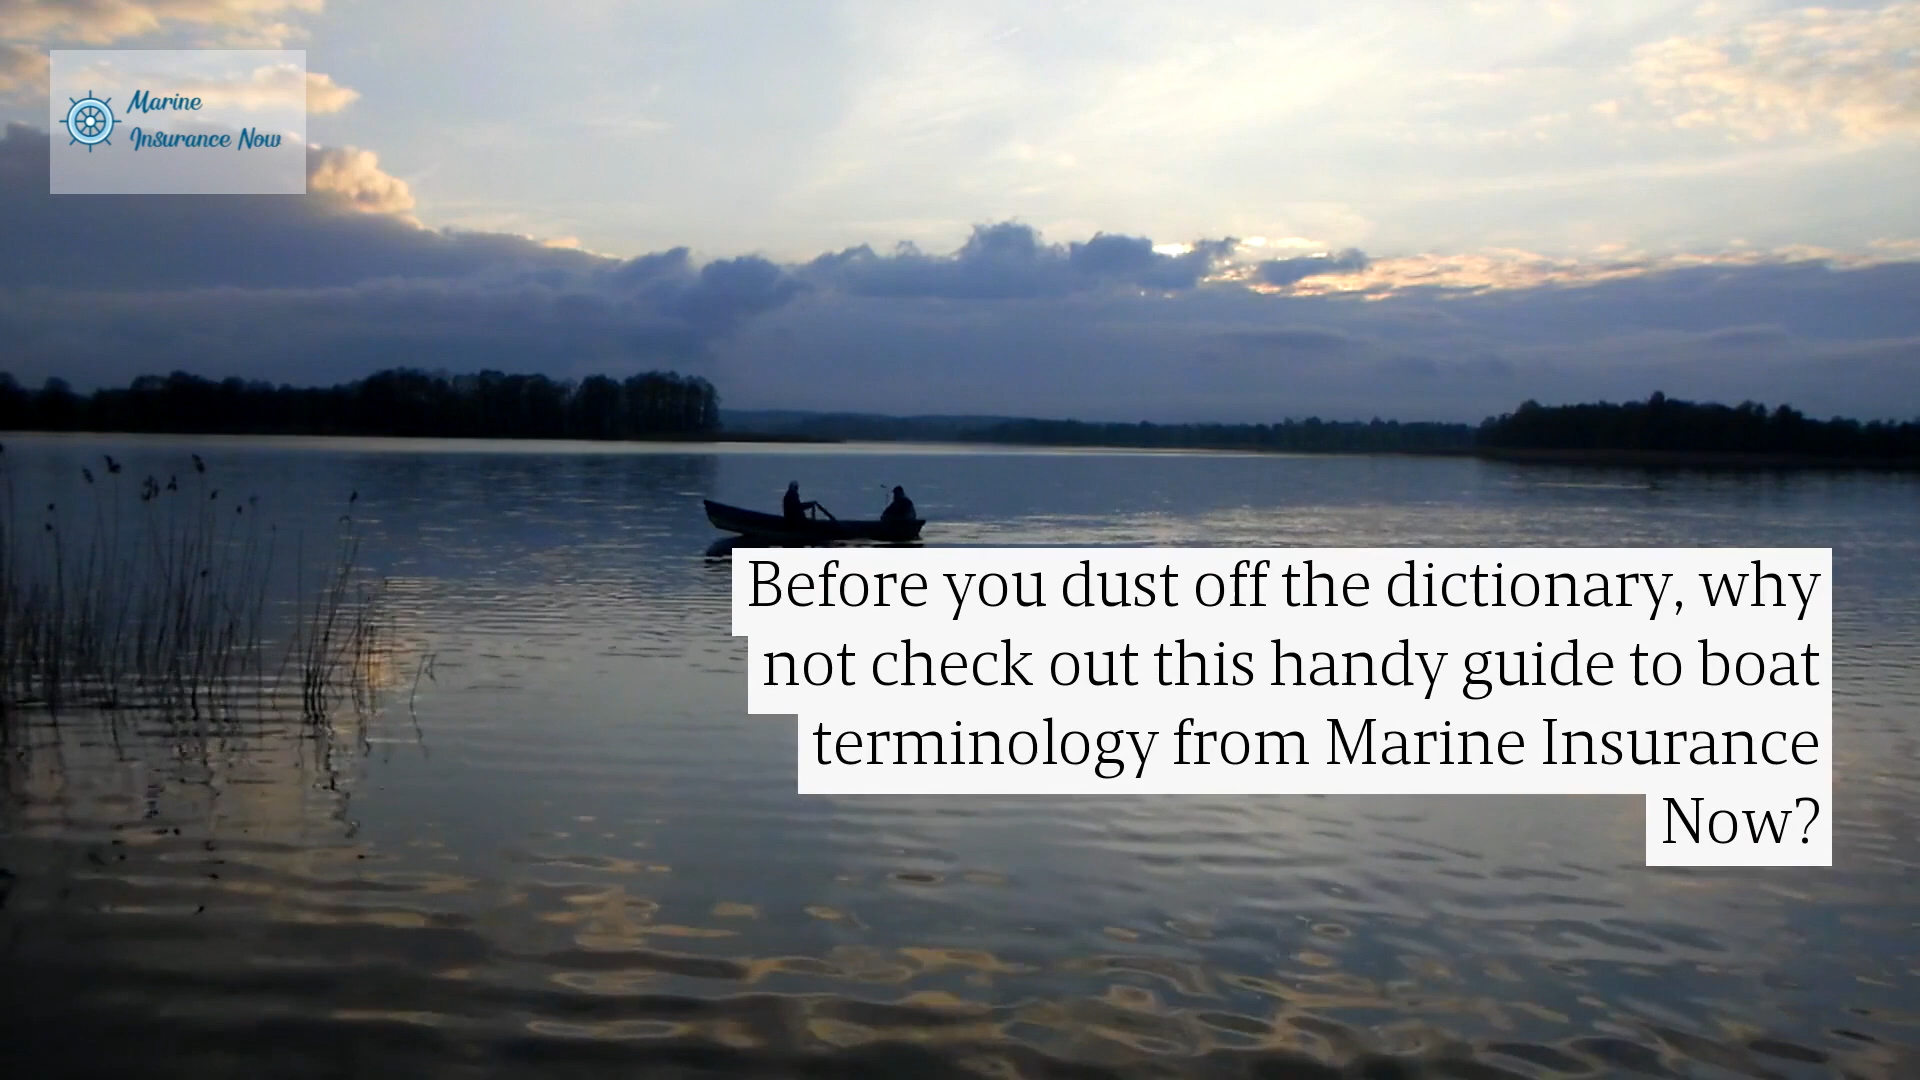 Marine
Insurance Now
Before you dust off the dictionary, why
not check out this handy guide to boat
terminology from Marine Insurance
Now?